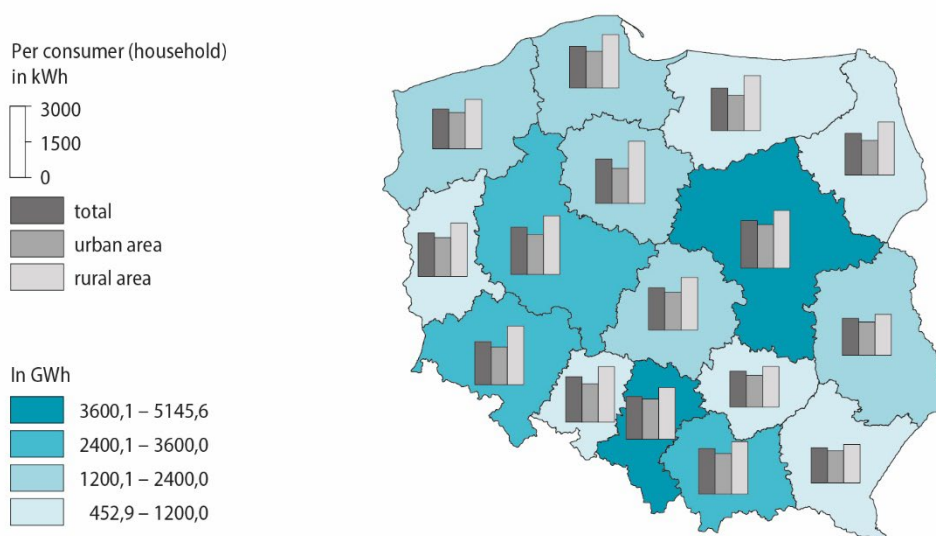 Per consumer (household)
in kWh
3000
1500
0
total
urban area
rural area
In GWh
3600,1 – 5145,6
2400,1 – 3600,0
1200,1 – 2400,0
452,9 – 1200,0